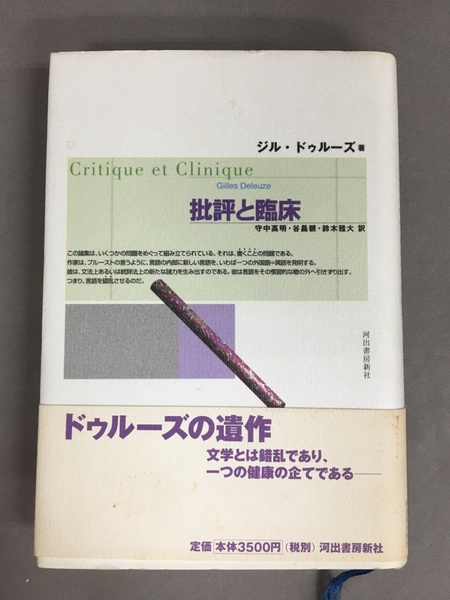 ジル・ドゥルーズ 著
Critique et Clinique
Gilles Deleuze
批評と臨床
守中高明・谷昌親・鈴木雅大 訳
この論集は、いくつかの問題をめぐって組み立てられている。それは、書くことの問題である。
作家は、プルーストの言うように、言語の内部に新しい言語を、いわば一つの外国語=異語を発明する。
彼は、文法上あるいは統辞法上の新たな諸力を生み出すのである。彼は言語をその慣習的な轍の外へ引きずり出す。
つまり、言語を錯乱させるのだ。
河出書房新社
ドゥルーズの遺作
文学とは錯乱であり、
一つの健康の企てである――
定価 本体3500円(税別) 河出書房新社